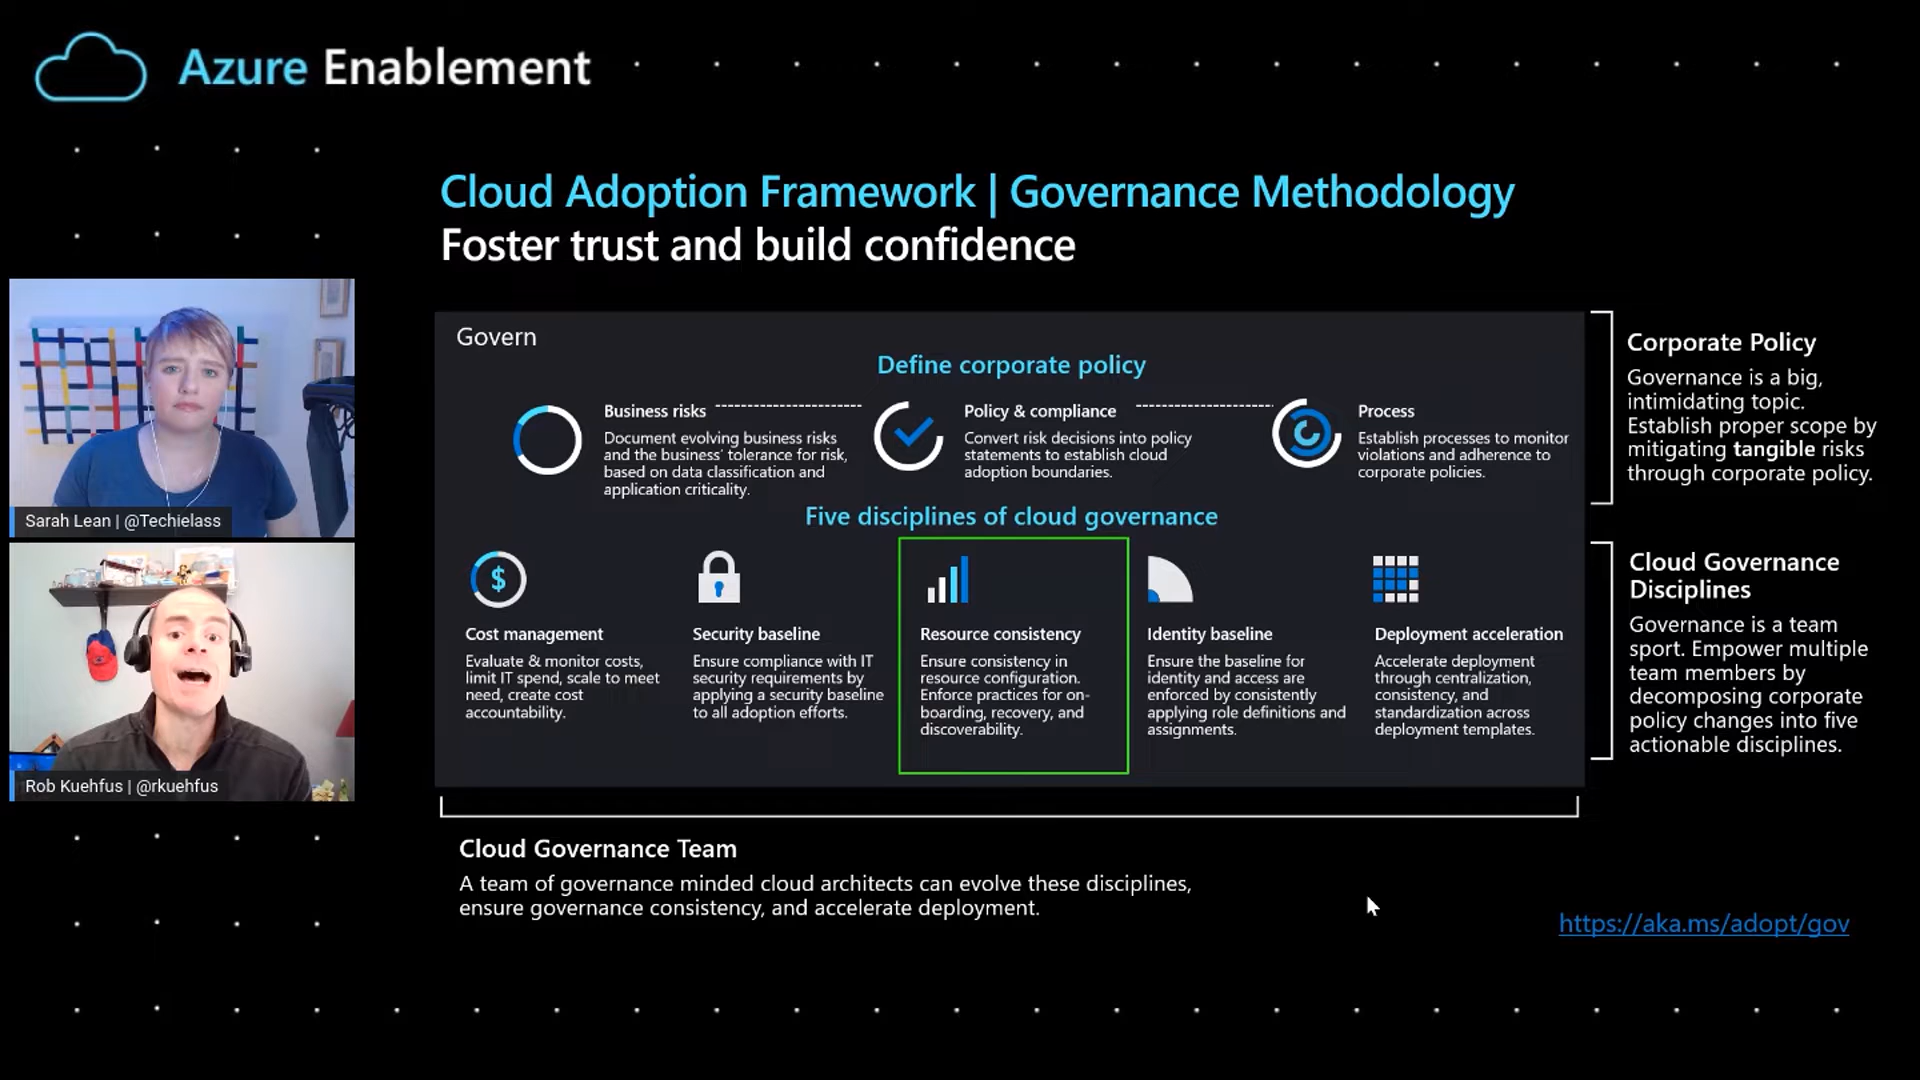 Azure Enablement
Cloud Adoption Framework | Governance Methodology
Foster trust and build confidence
Sarah Lean | @Techielass
Rob Kuehfus | @rkuehfus
Govern
Define corporate policy
Business risks
Document evolving business risks
and the business' tolerance for risk,
based on data classification and
application criticality.
Policy & compliance
Convert risk decisions into policy
statements to establish cloud
adoption boundaries.
Process
Establish processes to monitor
violations and adherence to
corporate policies.
Five disciplines of cloud governance
$
Cost management
Evaluate & monitor costs,
limit IT spend, scale to meet
need, create cost
accountability.
Security baseline
Ensure compliance with IT
security requirements by
applying a security baseline
to all adoption efforts.
Resource consistency
Ensure consistency in
resource configuration.
Enforce practices for on-
boarding, recovery, and
discoverability.
Identity baseline
Ensure the baseline for
identity and access are
enforced by consistently
applying role definitions and
assignments.
Deployment acceleration
Accelerate deployment
through centralization,
consistency, and
standardization across
deployment templates.
Corporate Policy
Governance is a big,
intimidating topic.
Establish proper scope by
mitigating tangible risks
through corporate policy.
Cloud Governance
Disciplines
Governance is a team
sport. Empower multiple
team members by
decomposing corporate
policy changes into five
actionable disciplines.
Cloud Governance Team
A team of governance minded cloud architects can evolve these disciplines,
ensure governance consistency, and accelerate deployment.
https://aka.ms/adopt/gov